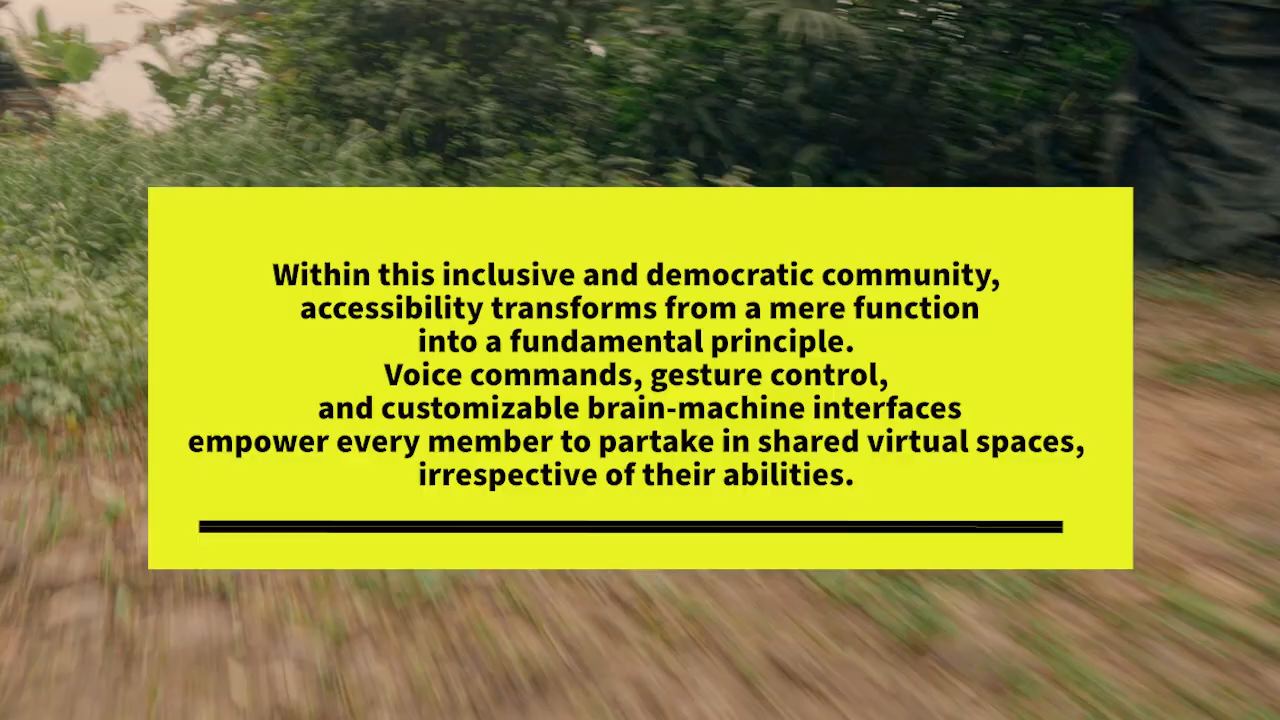 Within this inclusive and democratic community,
accessibility transforms from a mere function
into a fundamental principle.
Voice commands, gesture control,
and customizable brain-machine interfaces
empower every member to partake in shared virtual spaces,
irrespective of their abilities.